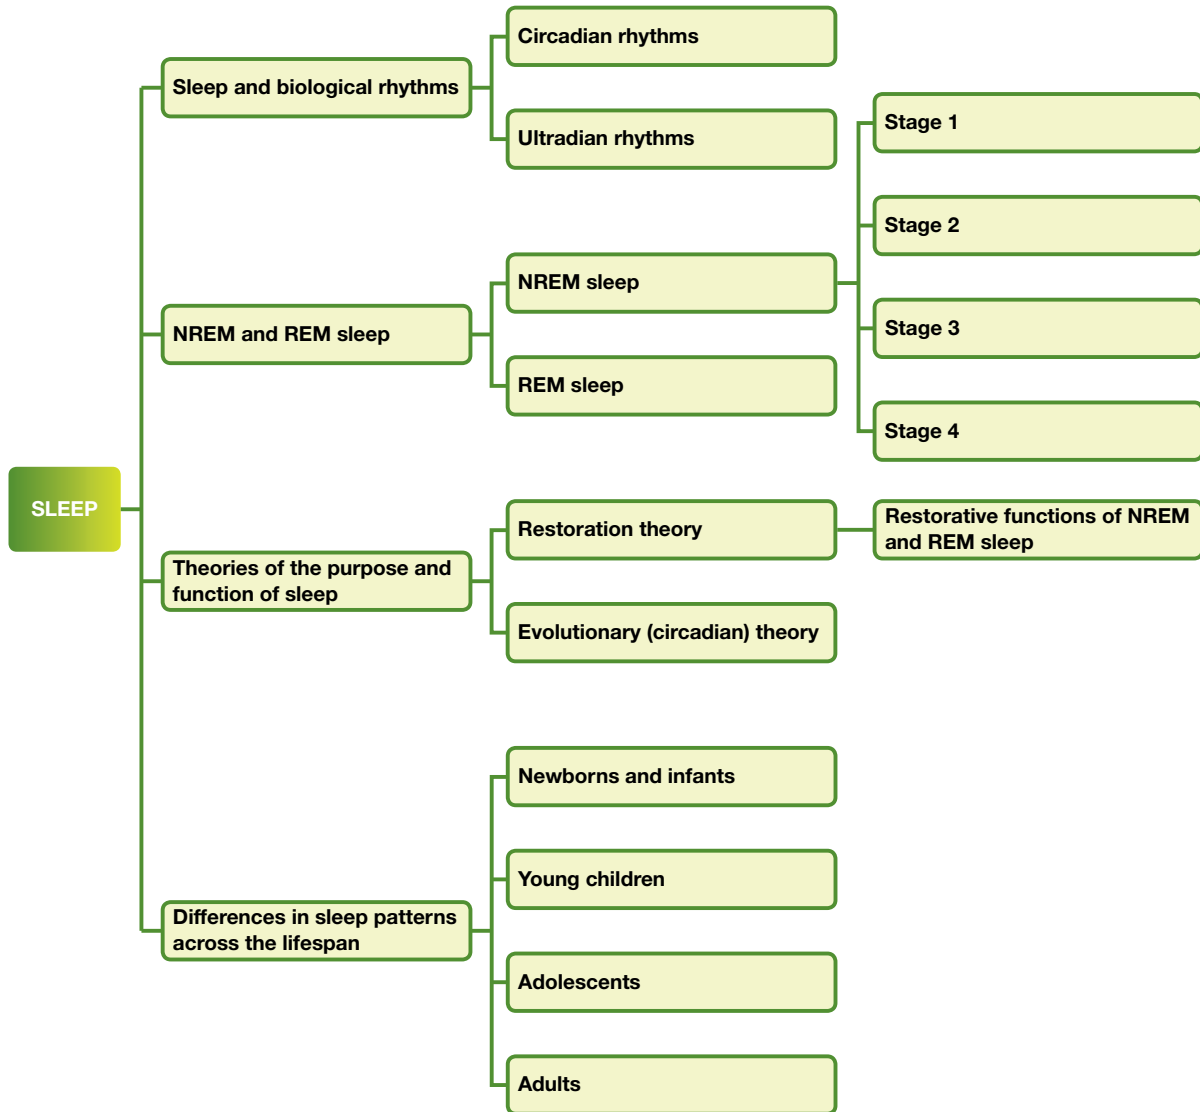 SLEEP
Sleep and biological rhythms
Circadian rhythms
Ultradian rhythms
NREM and REM sleep
NREM sleep
Stage 1
Stage 2
Stage 3
Stage 4
REM sleep
Theories of the purpose and
function of sleep
Restoration theory
Restorative functions of NREM
and REM sleep
Evolutionary (circadian) theory
Differences in sleep patterns
across the lifespan
Newborns and infants
Young children
Adolescents
Adults